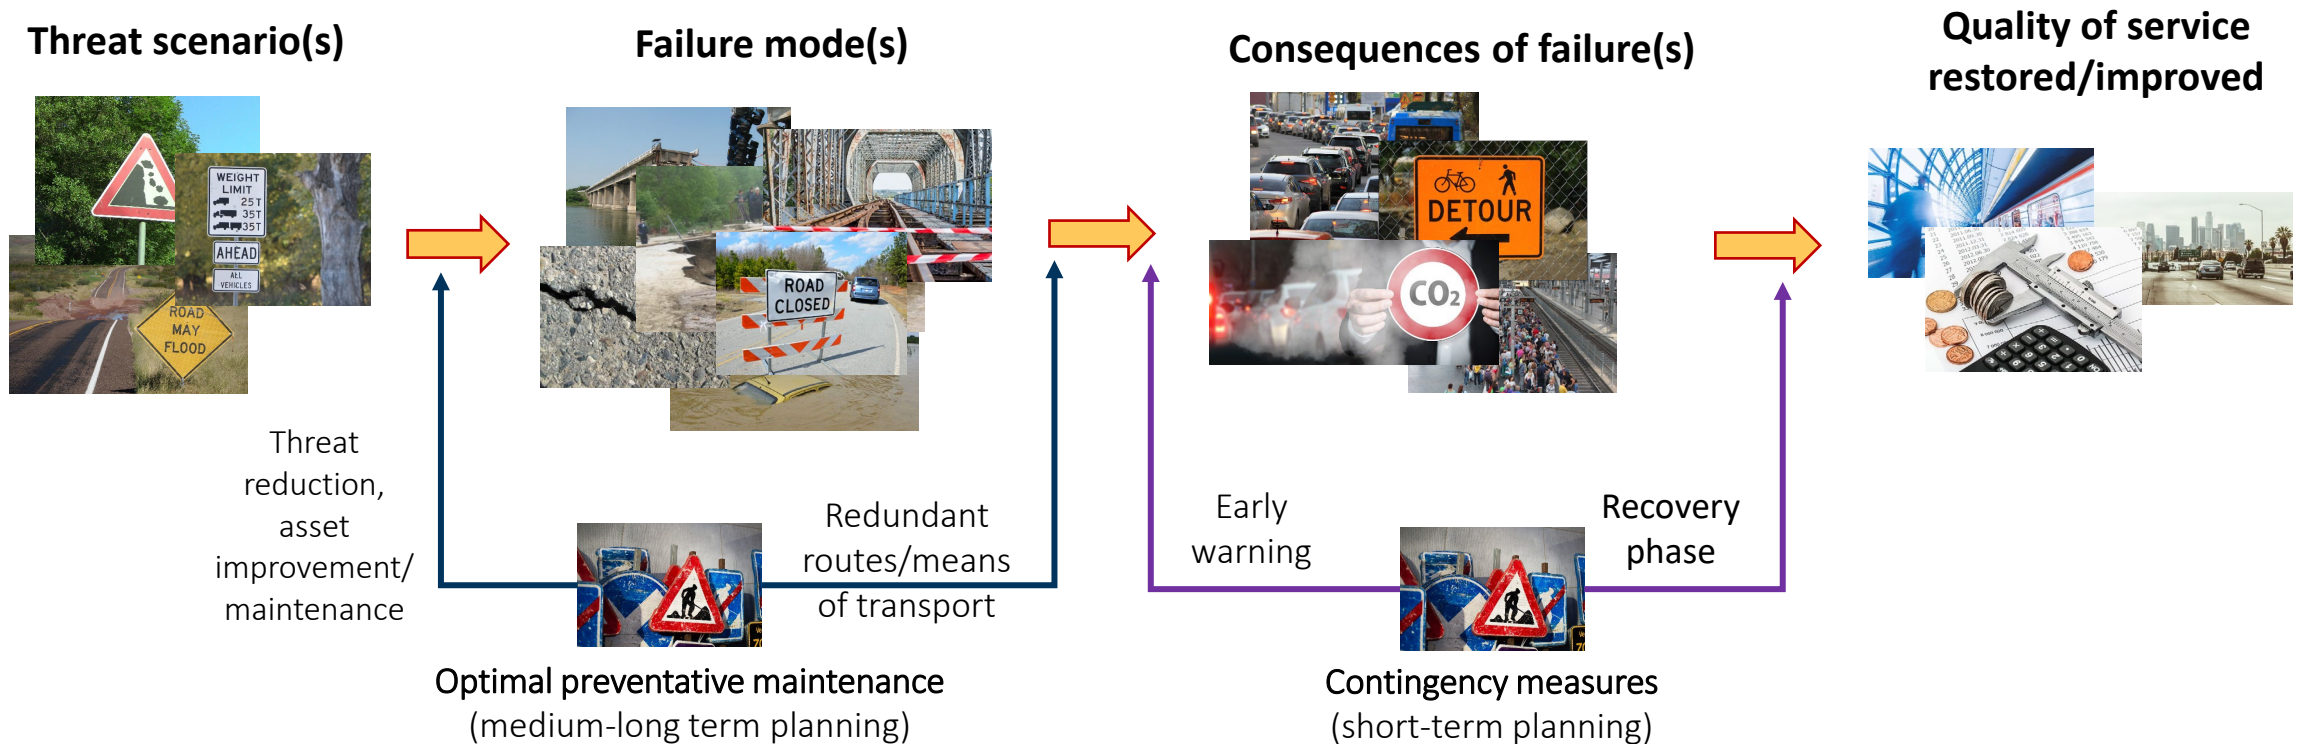 Threat scenario(s)
Failure mode(s)
Consequences of failure(s)
Quality of service
restored/improved
WEIGHT
LIMIT
25T
35T
35T
AHEAD
ALL
VEHICLES
ROAD
MAY
FLOOD
ROAD
CLOSED
DETOUR
CO2
Threat
reduction,
asset
improvement/
maintenance
Redundant
routes/means
of transport
Early
warning
Recovery
phase
Optimal preventative maintenance
(medium-long term planning)
Contingency measures
(short-term planning)